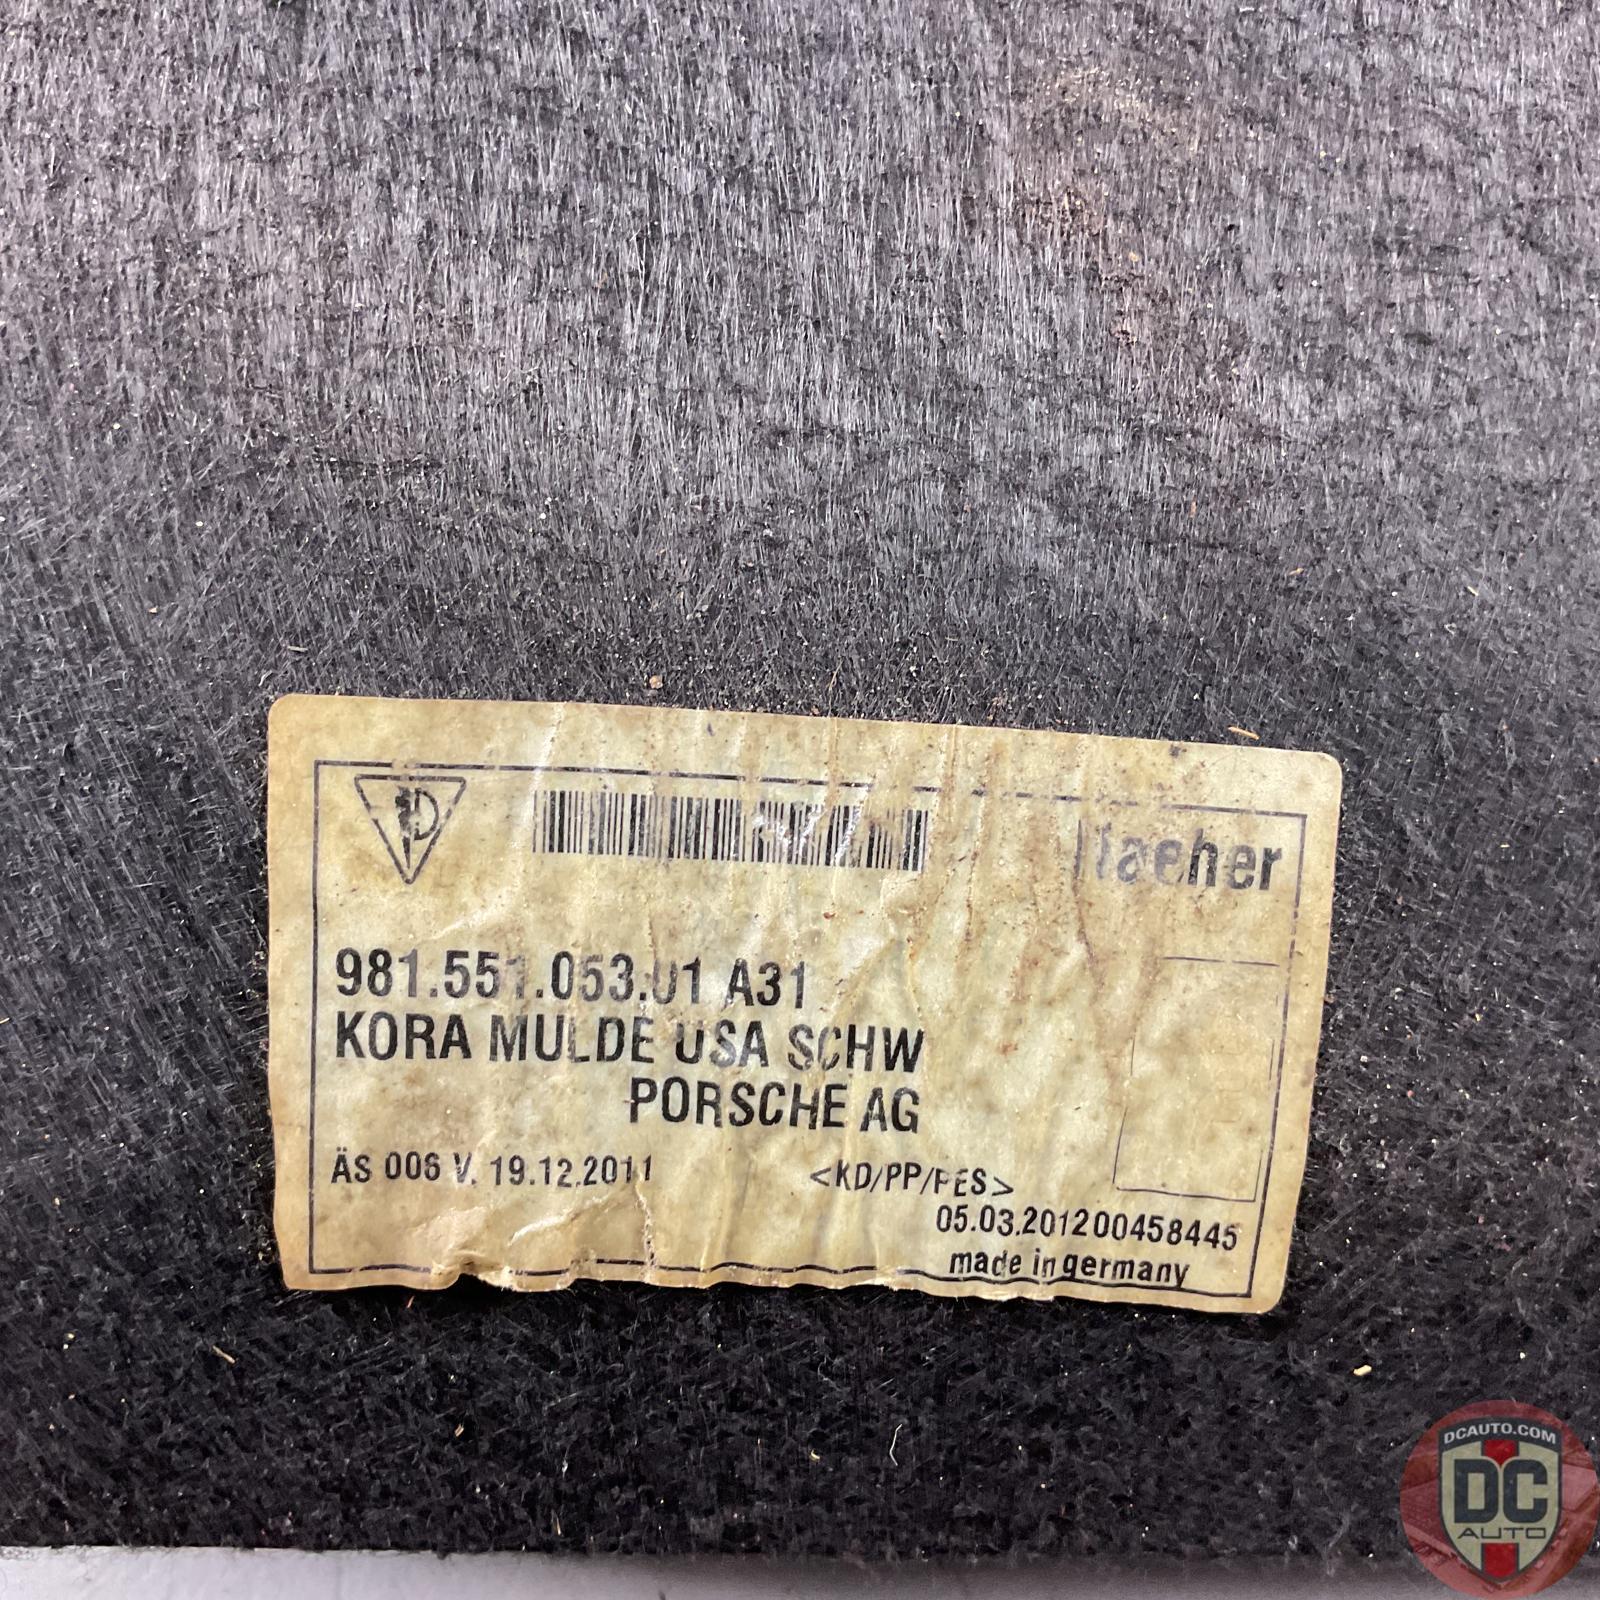 981.551.053.01 A31
KORA MULDE USA SCHW
PORSCHE AG
ÄS 006 V. 19.12.2011
<KD/PP/PES>
05.03.201200458445
made in germany
DCAUTO.COM
DC
AUTO